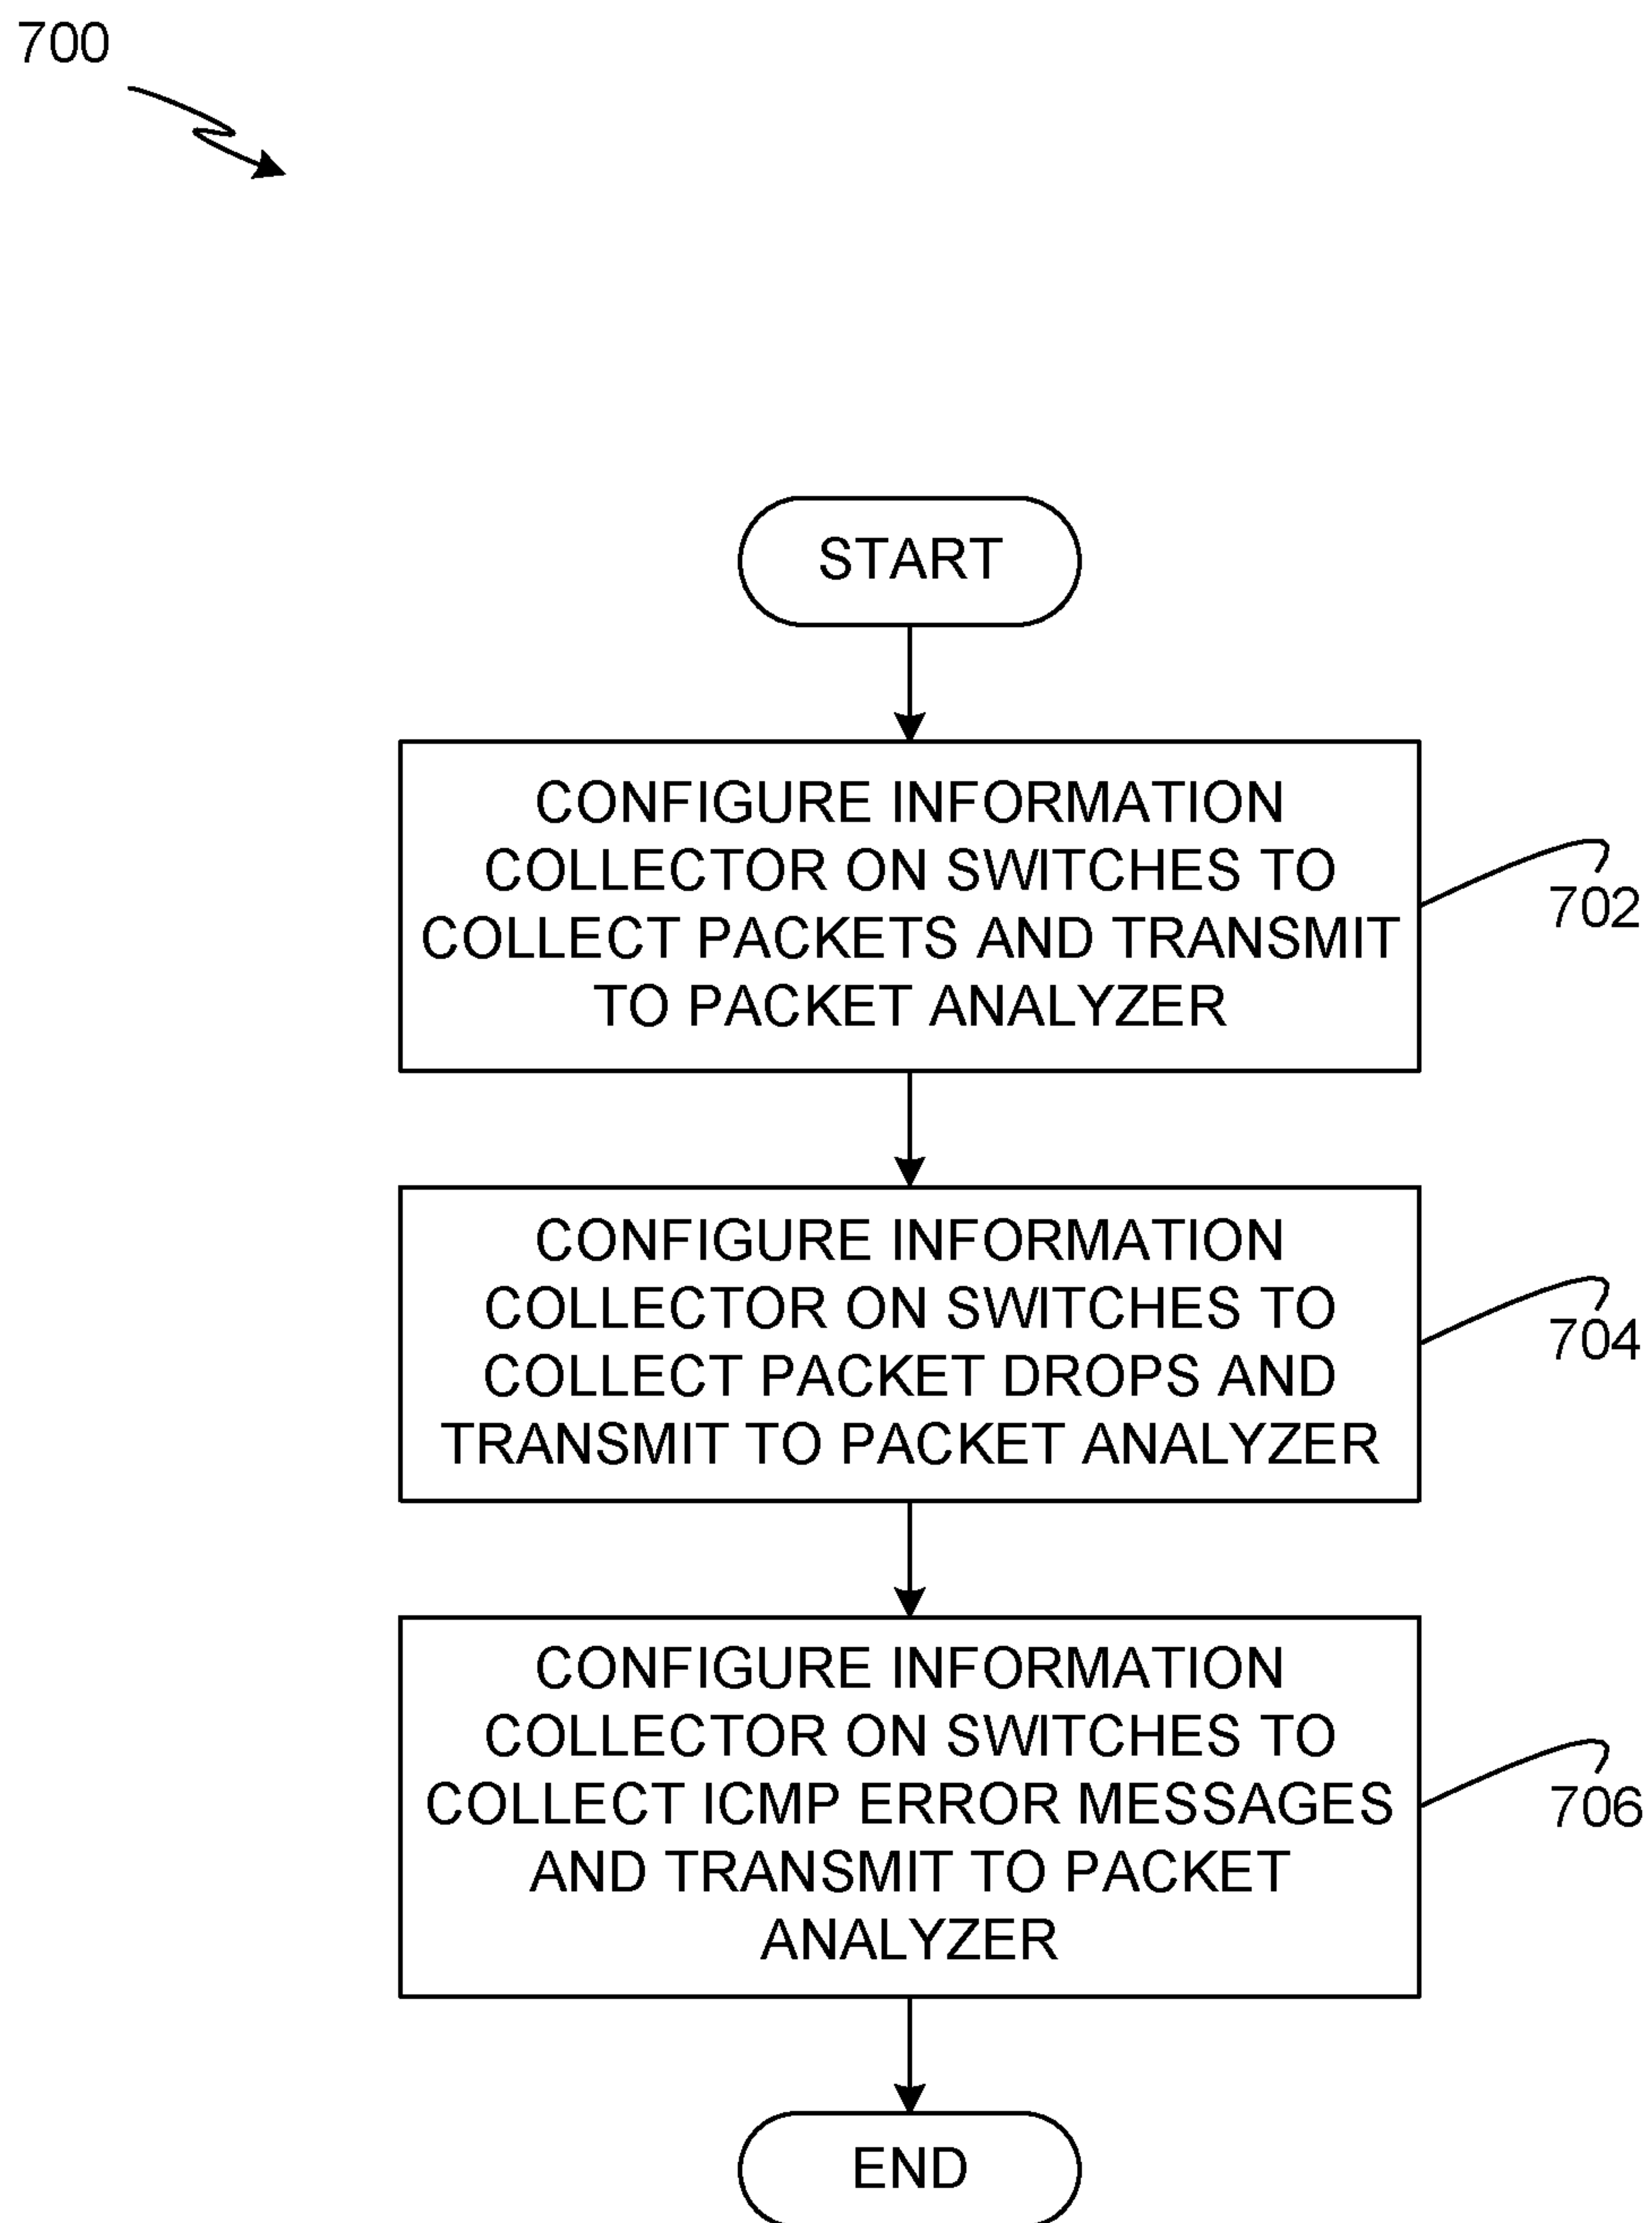 700
START
CONFIGURE INFORMATION
COLLECTOR ON SWITCHES TO
COLLECT PACKETS AND TRANSMIT
TO PACKET ANALYZER
702
CONFIGURE INFORMATION
COLLECTOR ON SWITCHES TO
COLLECT PACKET DROPS AND
TRANSMIT TO PACKET ANALYZER
704
CONFIGURE INFORMATION
COLLECTOR ON SWITCHES TO
COLLECT ICMP ERROR MESSAGES
AND TRANSMIT TO PACKET
ANALYZER
706
END